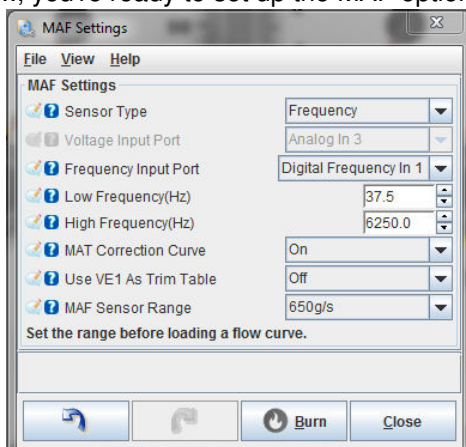 MAF Settings
File View Help
MAF Settings
Sensor Type Frequency
Voltage Input Port Analog In 3
Frequency Input Port Digital Frequency In 1
Low Frequency(Hz) 37.5
High Frequency(Hz) 6250.0
MAT Correction Curve On
Use VE1 As Trim Table Off
MAF Sensor Range 650g/s
Set the range before loading a flow curve.
Burn Close